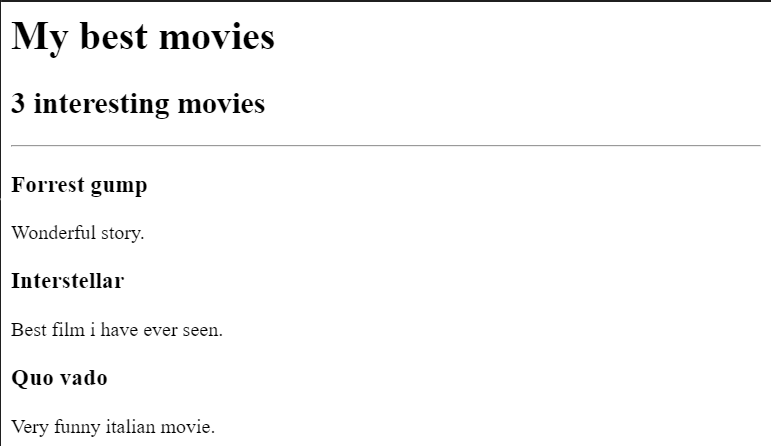 My best movies
3 interesting movies
Forrest gump
Wonderful story.
Interstellar
Best film i have ever seen.
Quo vado
Very funny italian movie.